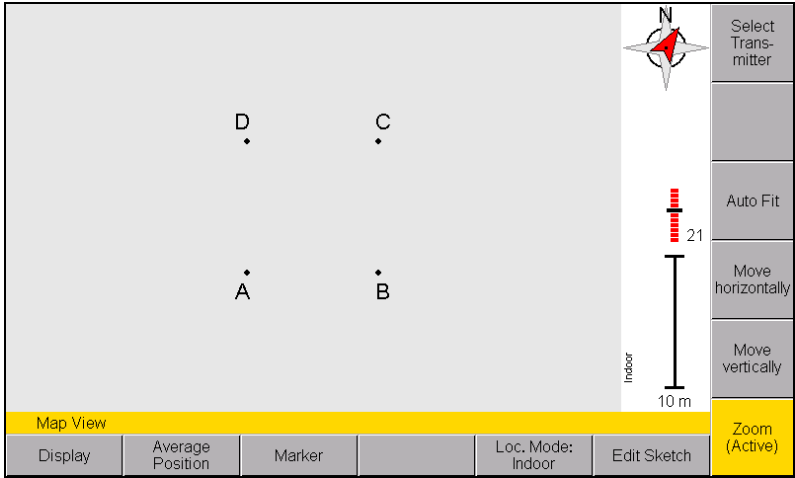 N
Select
Trans-
mitter
D C
Auto Fit
21
A B
Move
horizontally
Indoor
Move
vertically
10 m
Map View
Zoom
(Active)
Display
Average
Position
Marker
Loc. Mode:
Indoor
Edit Sketch